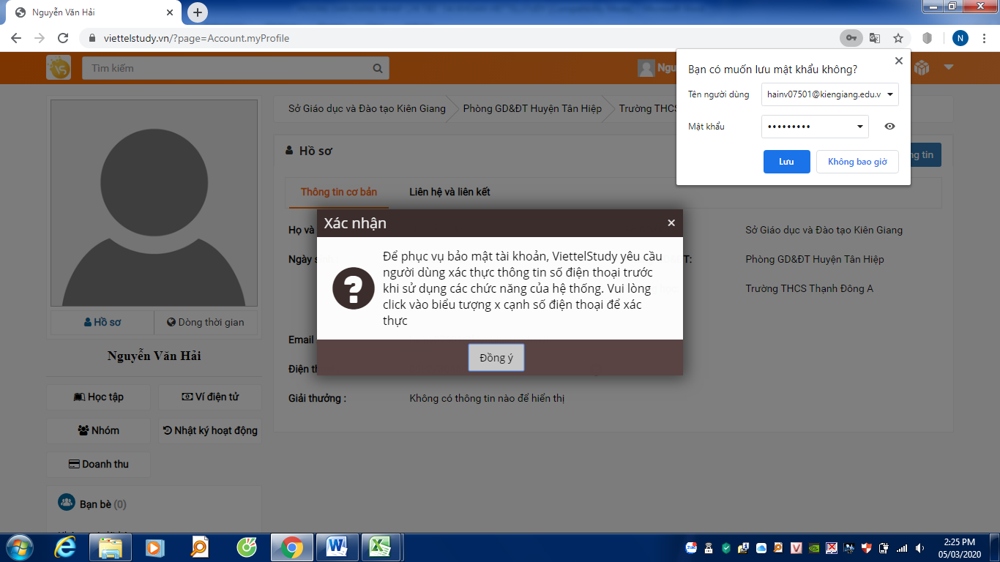 Nguyễn Văn Hải
viettelstudy.vn/?page=Account.myProfile
N
VS
Tìm kiếm
Bạn có muốn lưu mật khẩu không?
Tên người dùng
hainv07501@kiengiang.edu.v
Mật khẩu
•••••••••
Lưu
Không bao giờ
Sở Giáo dục và Đào tạo Kiên Giang
Phòng GD&ĐT Huyện Tân Hiệp
Trường THCS
Hồ sơ
tin
Thông tin cơ bản
Liên hệ và liên kết
Họ và
Sở Giáo dục và Đào tạo Kiên Giang
Ngày
Phòng GD&ĐT Huyện Tân Hiệp
Trường THCS Thạnh Đông A
Email
Điện
Giải thưởng :
Không có thông tin nào để hiển thị
Xác nhận
Để phục vụ bảo mật tài khoản, ViettelStudy yêu cầu
người dùng xác thực thông tin số điện thoại trước
khi sử dụng các chức năng của hệ thống. Vui lòng
click vào biểu tượng x cạnh số điện thoại để xác
thực
Đồng ý
Hồ sơ
Dòng thời gian
Nguyễn Văn Hải
Học tập
Ví điện tử
Nhóm
Nhật ký hoạt động
Doanh thu
Bạn bè (0)
2:25 PM
05/03/2020